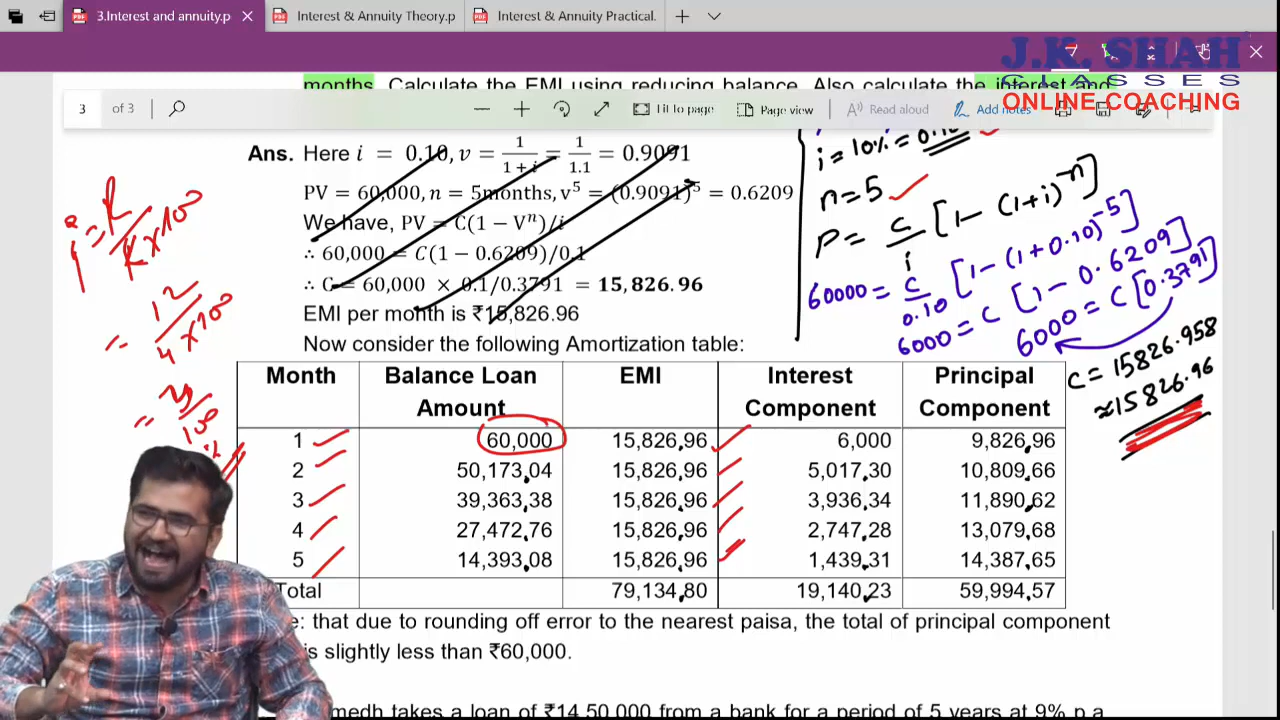 3.Interest and annuity.p
Interest & Annuity Theory.p
Interest & Annuity Practical.
J.K. SHAH
CLASSES
ONLINE COACHING
months. Calculate the EMI using reducing balance. Also calculate the interest and
3 of 3
Fit to page
Page view
Read aloud
Add notes
Ans. Here i = 0.10, v = 1/(1 + i) = 1/1.1 = 0.9091
PV = 60,000, n = 5months, v⁵ = (0.9091)⁵ = 0.6209
We have, PV = C(1 − Vⁿ)/i
∴ 60,000 = C(1 − 0.6209)/0.1
∴ C = 60,000 × 0.1/0.3791 = 15,826.96
EMI per month is ₹15,826.96
Now consider the following Amortization table:
i = 10% = 0.10
n = 5
P = C/i [1 - (1+i)⁻ⁿ]
60000 = C/0.10 [1 - (1+0.10)⁻⁵]
6000 = C [1 - 0.6209]
6000 = C [0.3791]
C = 15826.958
≈ 15826.96
= 12/4×100
Month Balance Loan Amount EMI Interest Component Principal Component
1 60,000 15,826.96 6,000 9,826.96
2 50,173.04 15,826.96 5,017.30 10,809.66
3 39,363.38 15,826.96 3,936.34 11,890.62
4 27,472.76 15,826.96 2,747.28 13,079.68
5 14,393.08 15,826.96 1,439.31 14,387.65
Total 79,134.80 19,140.23 59,994.57
: that due to rounding off error to the nearest paisa, the total of principal component
is slightly less than ₹60,000.
medh takes a loan of ₹14,50,000 from a bank for a period of 5 years at 9% p.a